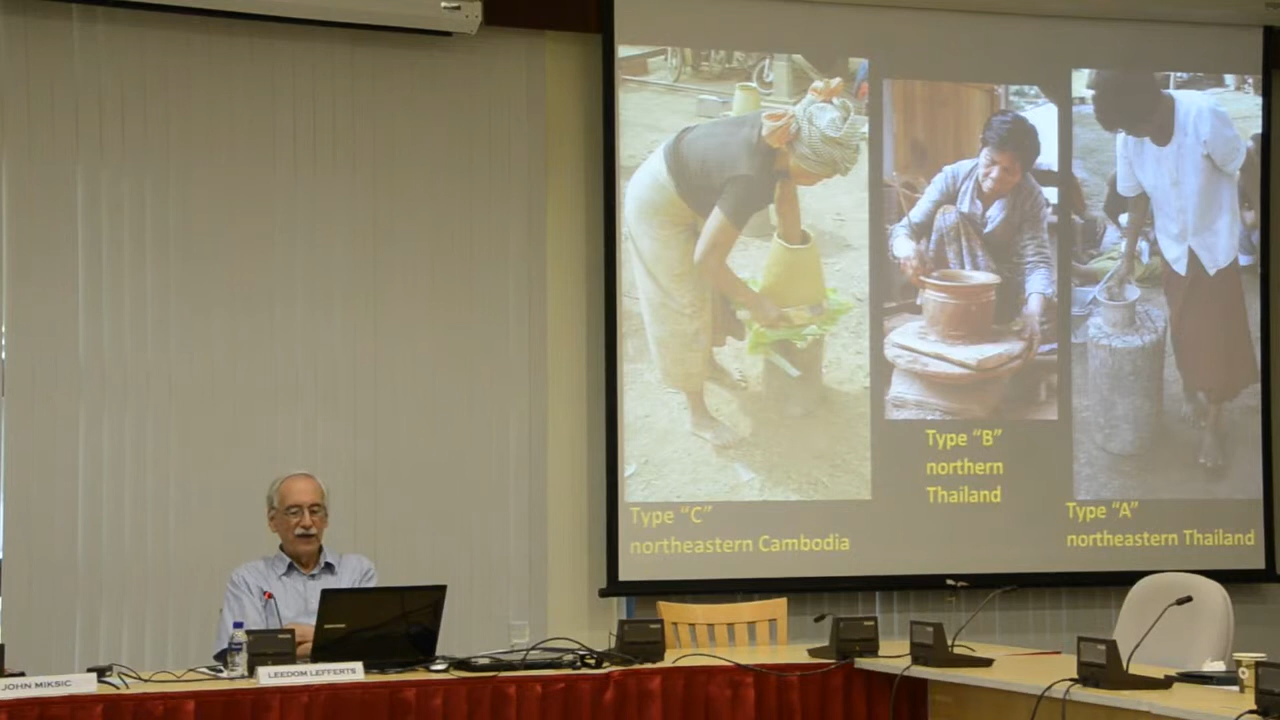 Type “C”
northeastern Cambodia
Type “B”
northern
Thailand
Type “A”
northeastern Thailand
JOHN MIKSIC
LEEDOM LEFFERTS